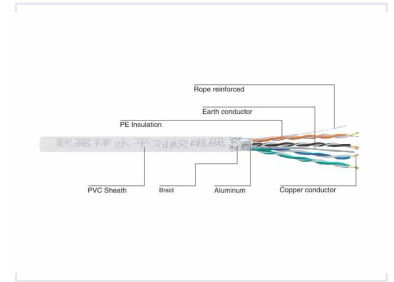 Rope reinforced
Earth conductor
PE Insulation
PVC Sheath
Braid
Aluminum
Copper conductor